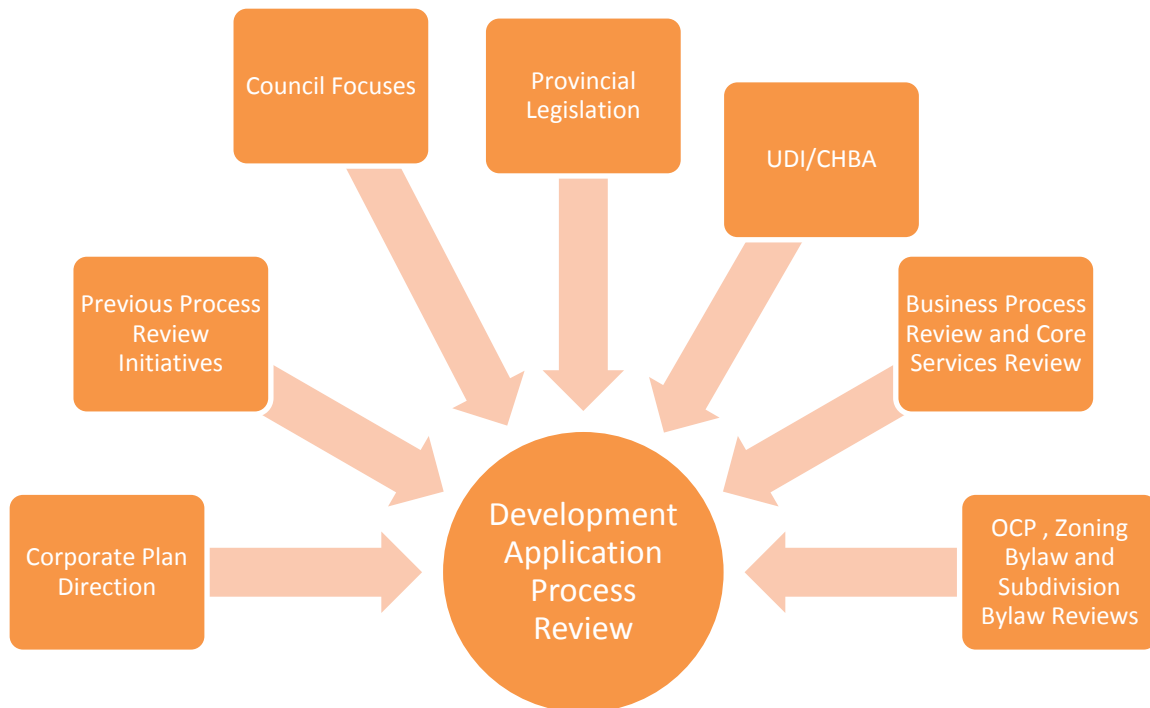 Council Focuses
Provincial
Legislation
UDI/CHBA
Previous Process
Review
Initiatives
Business Process
Review and Core
Services Review
Corporate Plan
Direction
Development
Application
Process
Review
OCP , Zoning
Bylaw and
Subdivision
Bylaw Reviews